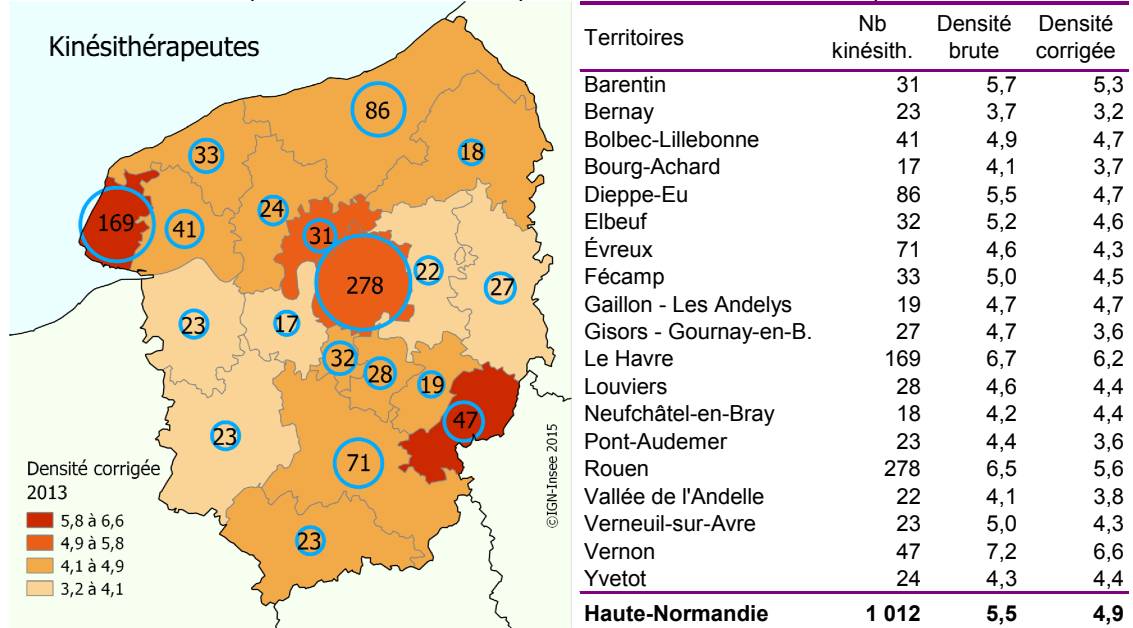 Kinésithérapeutes
86
33
18
24
169
41
31
22
278
27
23
17
32
28
19
47
23
71
23
Densité corrigée
2013
5,8 à 6,6
4,9 à 5,8
4,1 à 4,9
3,2 à 4,1
©IGN-Insee 2015
Territoires Nb kinésith. Densité brute Densité corrigée
Barentin 31 5,7 5,3
Bernay 23 3,7 3,2
Bolbec-Lillebonne 41 4,9 4,7
Bourg-Achard 17 4,1 3,7
Dieppe-Eu 86 5,5 4,7
Elbeuf 32 5,2 4,6
Évreux 71 4,6 4,3
Fécamp 33 5,0 4,5
Gaillon - Les Andelys 19 4,7 4,7
Gisors - Gournay-en-B. 27 4,7 3,6
Le Havre 169 6,7 6,2
Louviers 28 4,6 4,4
Neufchâtel-en-Bray 18 4,2 4,4
Pont-Audemer 23 4,4 3,6
Rouen 278 6,5 5,6
Vallée de l'Andelle 22 4,1 3,8
Verneuil-sur-Avre 23 5,0 4,3
Vernon 47 7,2 6,6
Yvetot 24 4,3 4,4
Haute-Normandie 1 012 5,5 4,9